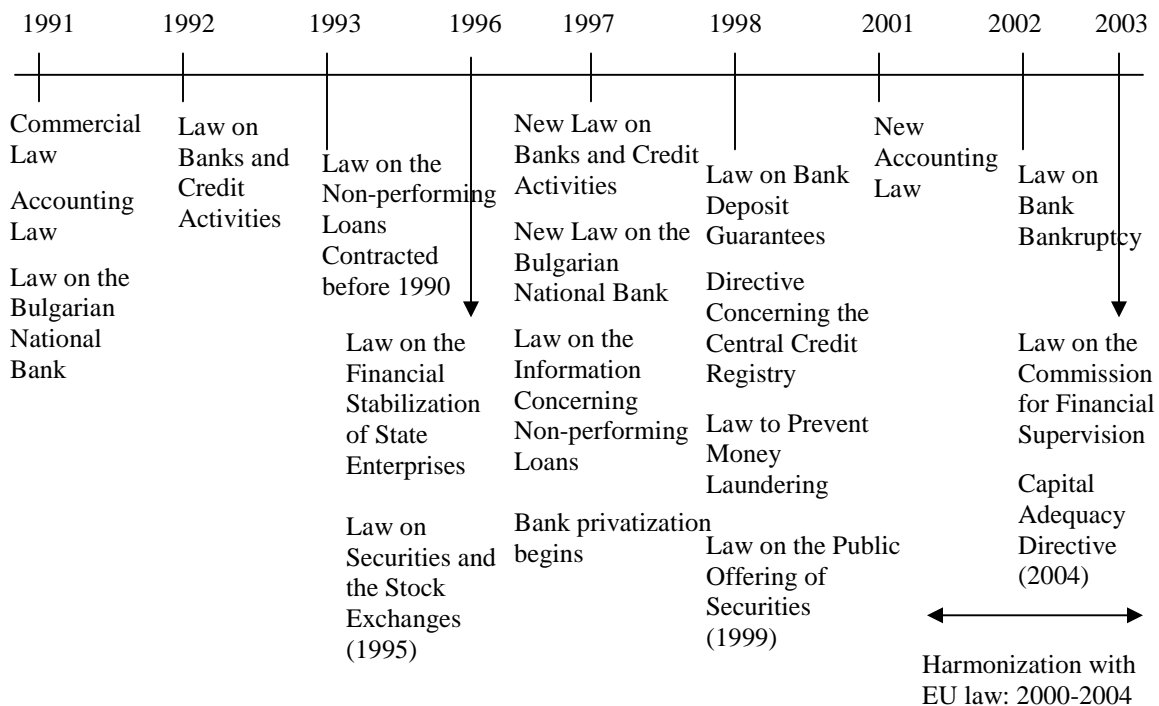 1991
1992
1993
1996
1997
1998
2001
2002
2003
Commercial
Law
Accounting
Law
Law on the
Bulgarian
National
Bank
Law on
Banks and
Credit
Activities
Law on the
Non-performing
Loans
Contracted
before 1990
Law on the
Financial
Stabilization
of State
Enterprises
Law on
Securities and
the Stock
Exchanges
(1995)
New Law on
Banks and Credit
Activities
New Law on the
Bulgarian
National Bank
Law on the
Information
Concerning
Non-performing
Loans
Bank privatization
begins
Law on Bank
Deposit
Guarantees
Directive
Concerning the
Central Credit
Registry
Law to Prevent
Money
Laundering
Law on the Public
Offering of
Securities
(1999)
New
Accounting
Law
Law on
Bank
Bankruptcy
Law on the
Commission
for Financial
Supervision
Capital
Adequacy
Directive
(2004)
Harmonization with
EU law: 2000-2004